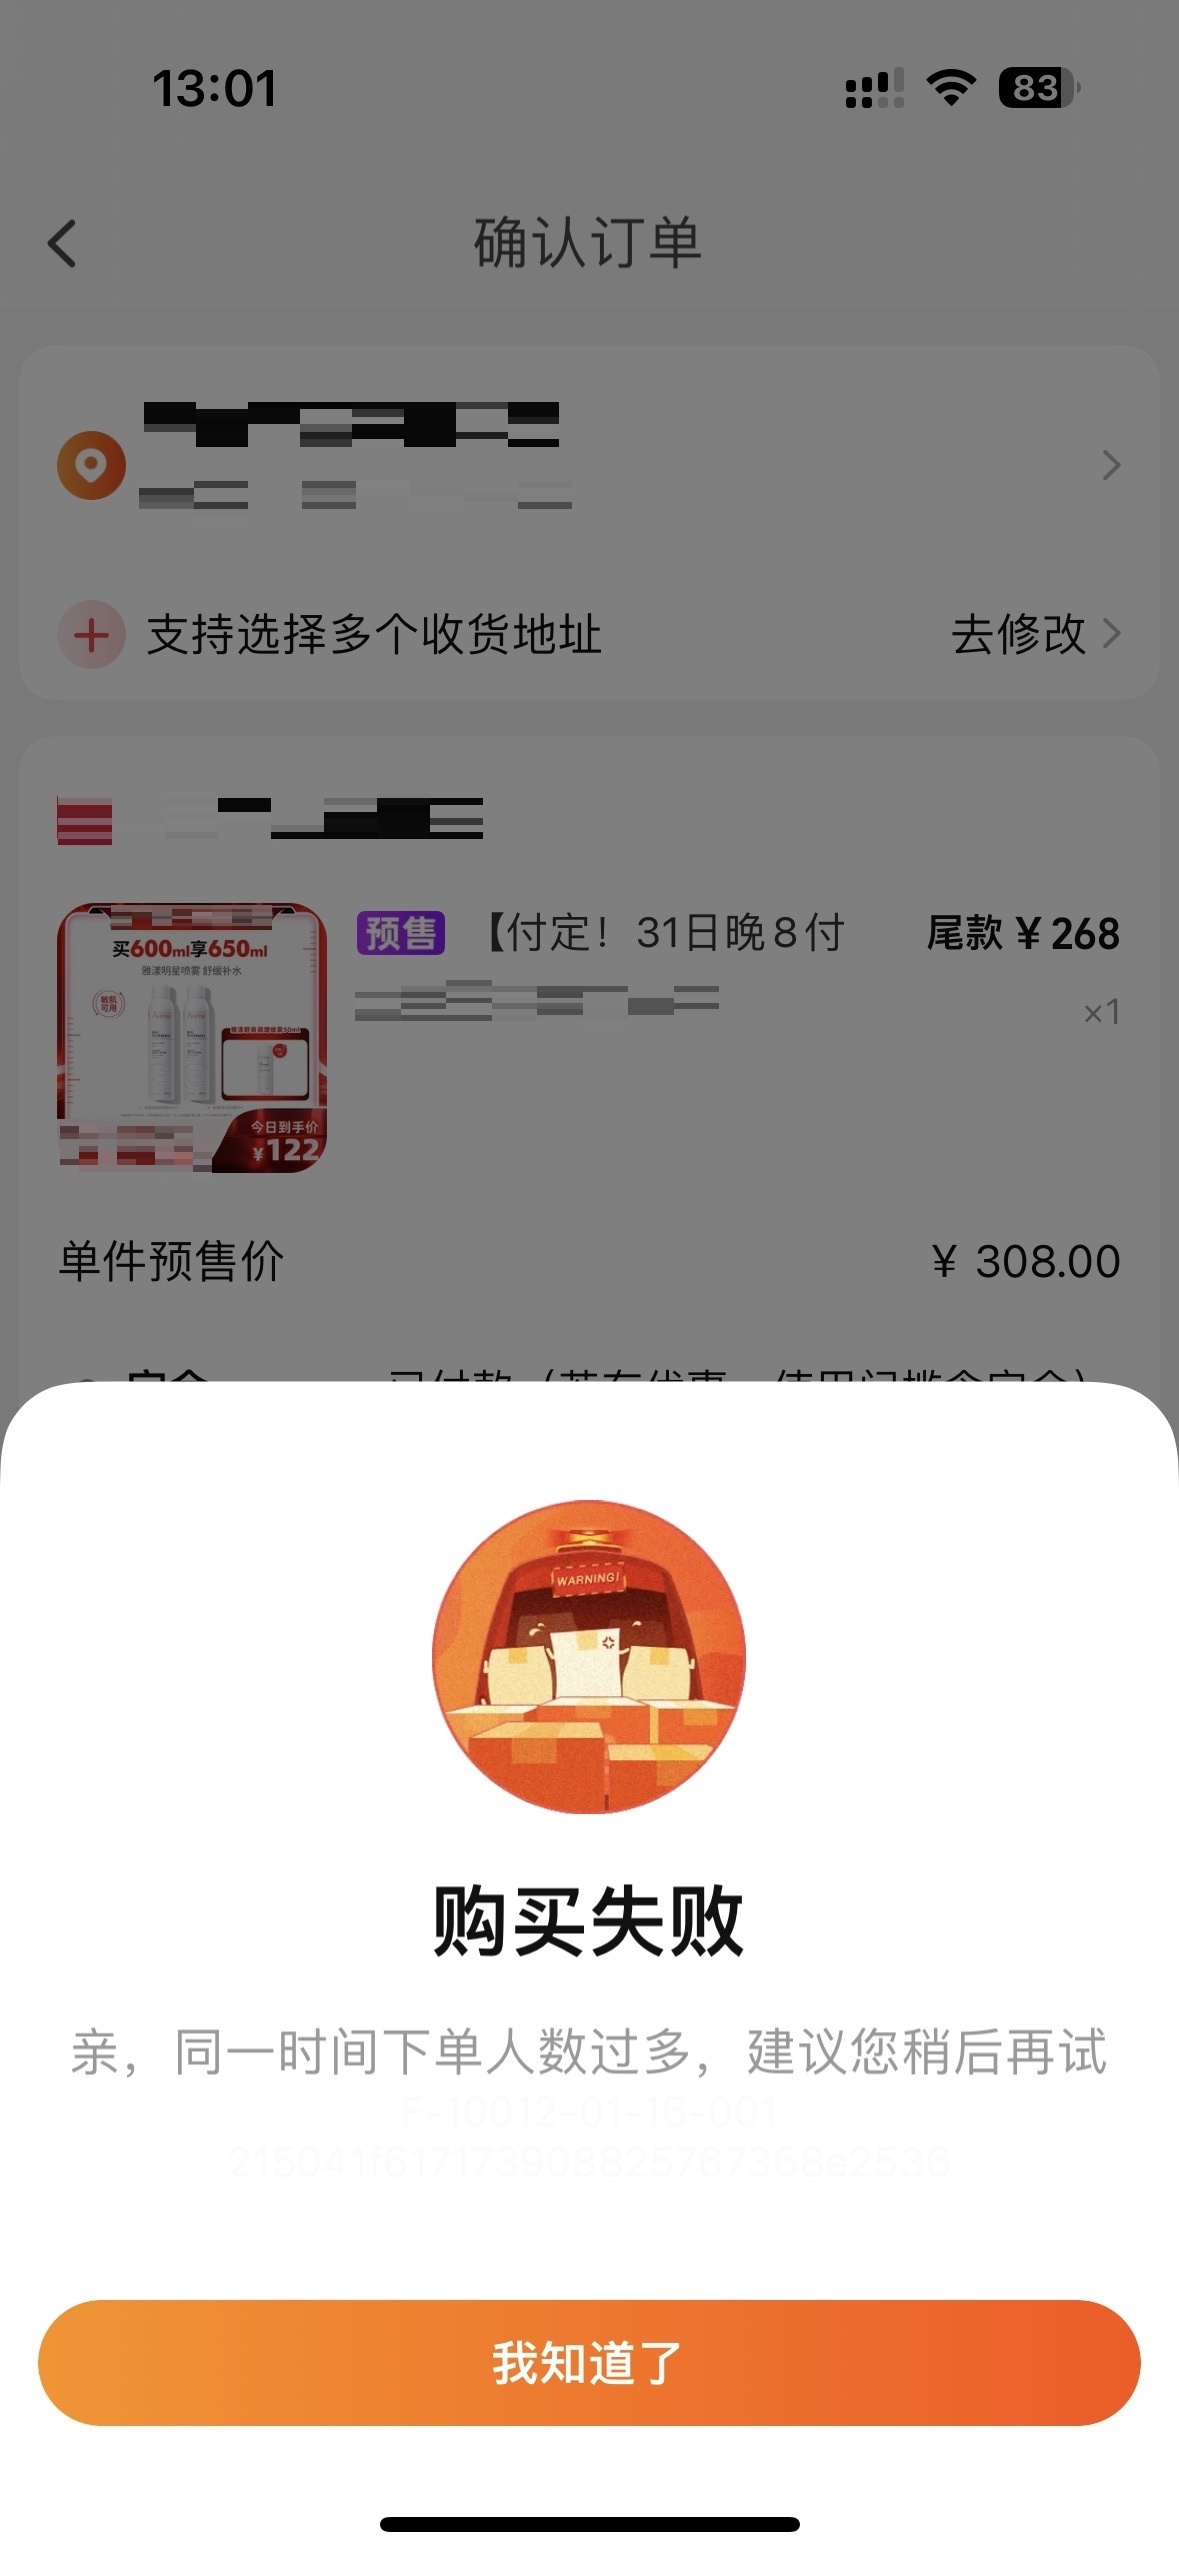 13:01
83
确认订单
支持选择多个收货地址
去修改
买600ml享650ml
雅漾明星喷雾 舒缓补水
敏肌
可用
今日到手价
¥122
预售 【付定！31日晚8付
尾款 ¥268
×1
单件预售价
¥ 308.00
WARNING!
购买失败
亲，同一时间下单人数过多，建议您稍后再试
F-10012-01-16-001
215041f617173908825767368e2536
我知道了